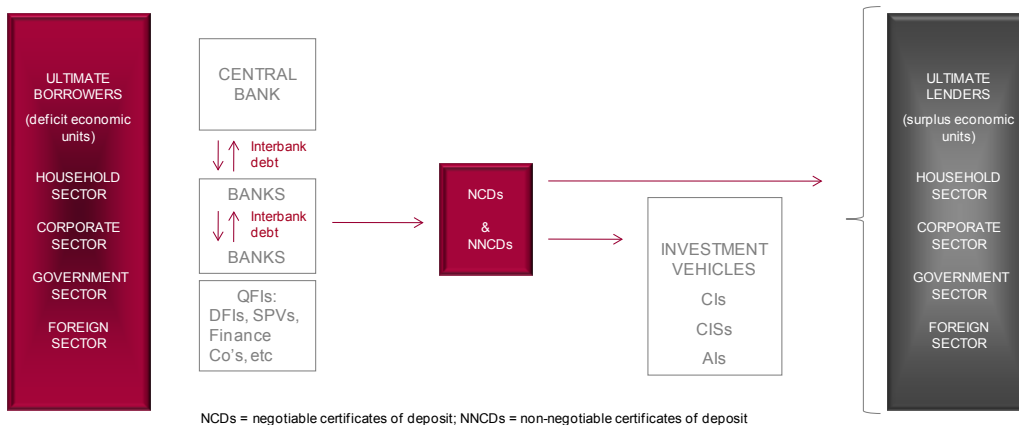 ULTIMATE
BORROWERS
(deficit economic
units)
HOUSEHOLD
SECTOR
CORPORATE
SECTOR
GOVERNMENT
SECTOR
FOREIGN
SECTOR
CENTRAL
BANK
Interbank
debt
BANKS
Interbank
debt
BANKS
QFIs:
DFIs, SPVs,
Finance
Co's, etc
NCDs
&
NNCDs
INVESTMENT
VEHICLES
CIs
CISs
AIs
ULTIMATE
LENDERS
(surplus economic
units)
HOUSEHOLD
SECTOR
CORPORATE
SECTOR
GOVERNMENT
SECTOR
FOREIGN
SECTOR
NCDs = negotiable certificates of deposit; NNCDs = non-negotiable certificates of deposit